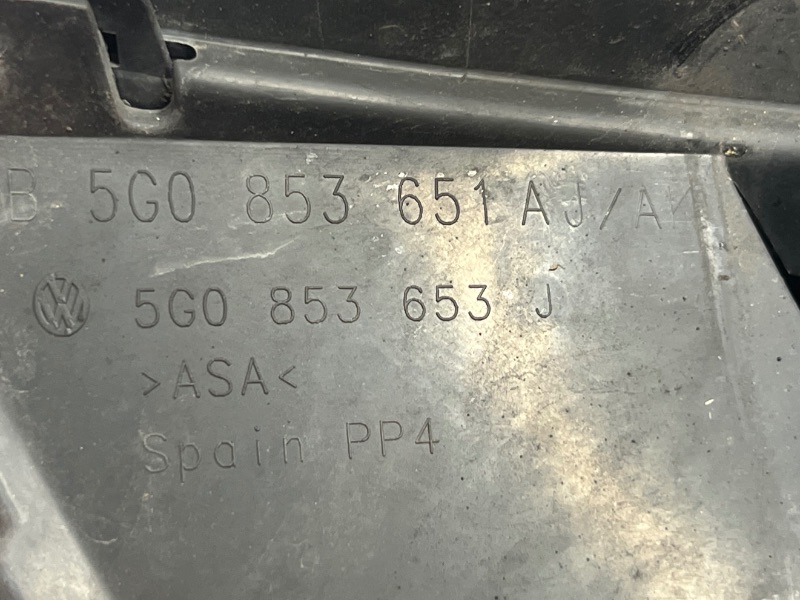 B 5G0 853 651 AJ/A
5G0 853 653 J
>ASA<
Spain PP4